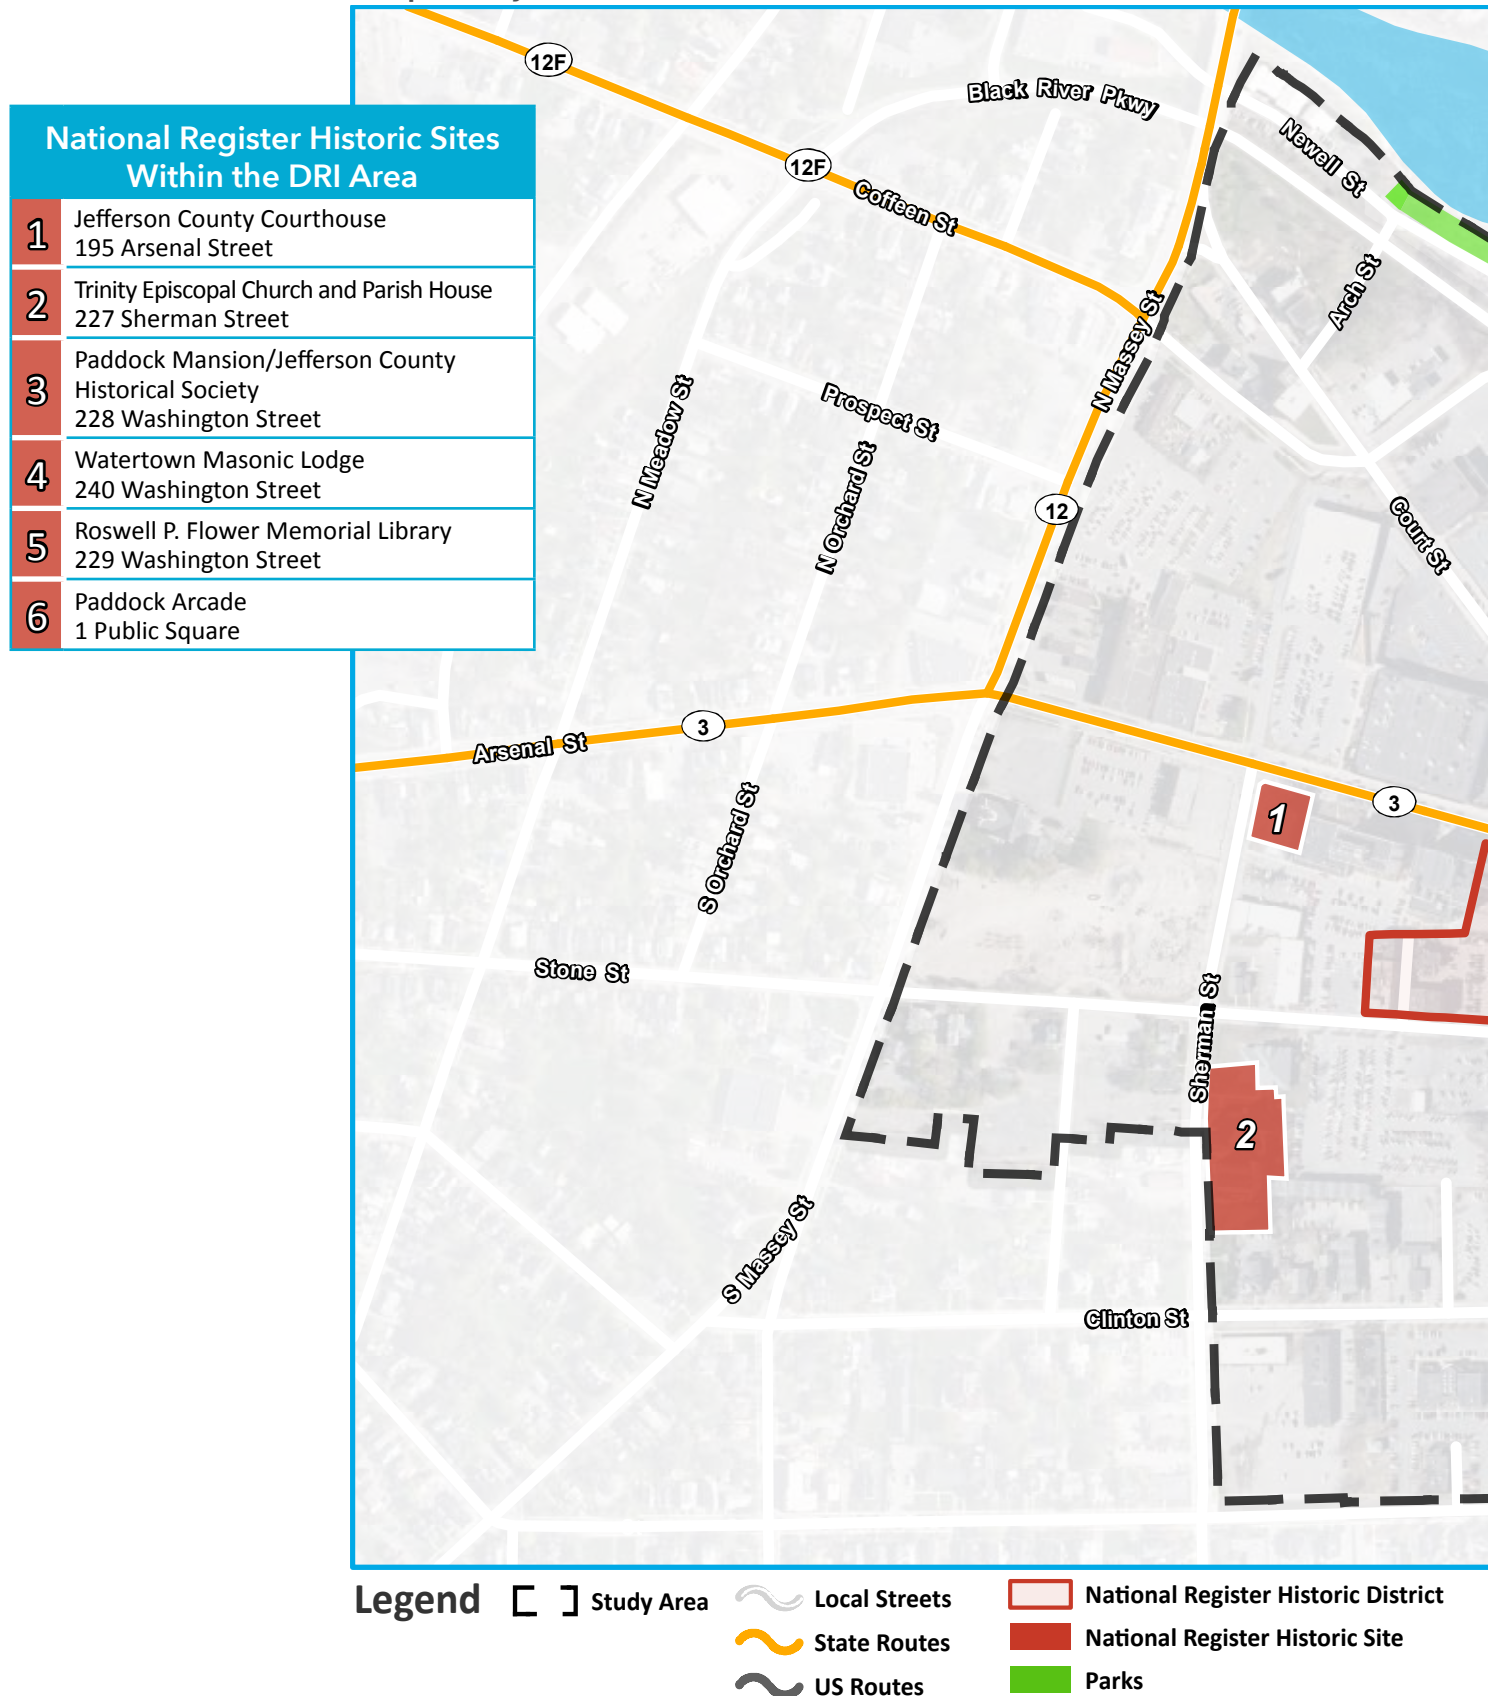 National Register Historic Sites
Within the DRI Area
1
Jefferson County Courthouse
195 Arsenal Street
2
Trinity Episcopal Church and Parish House
227 Sherman Street
3
Paddock Mansion/Jefferson County
Historical Society
228 Washington Street
4
Watertown Masonic Lodge
240 Washington Street
5
Roswell P. Flower Memorial Library
229 Washington Street
6
Paddock Arcade
1 Public Square
12F
Black River Pkwy
Newell St
12F
Coffeen St
Arch St
N Massey St
N Meadow St
Prospect St
N Orchard St
12
Court St
Arsenal St
3
3
1
S Orchard St
Stone St
Sherman St
2
S Massey St
Clinton St
Legend
Study Area
Local Streets
State Routes
US Routes
National Register Historic District
National Register Historic Site
Parks